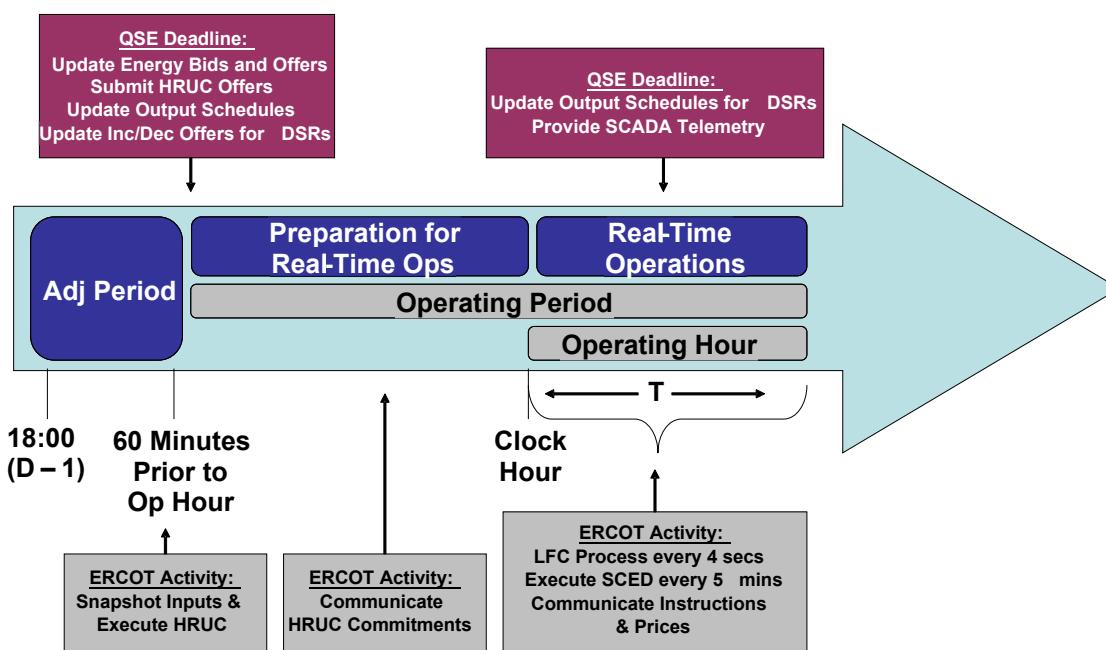 QSE Deadline:
Update Energy Bids and Offers
Submit HRUC Offers
Update Output Schedules
Update Inc/Dec Offers for DSRs
QSE Deadline:
Update Output Schedules for DSRs
Provide SCADA Telemetry
Adj Period
Preparation for
Real-Time Ops
Real-Time
Operations
Operating Period
Operating Hour
T
18:00
(D – 1)
60 Minutes
Prior to
Op Hour
Clock
Hour
ERCOT Activity:
Snapshot Inputs &
Execute HRUC
ERCOT Activity:
Communicate
HRUC Commitments
ERCOT Activity:
LFC Process every 4 secs
Execute SCED every 5 mins
Communicate Instructions
& Prices